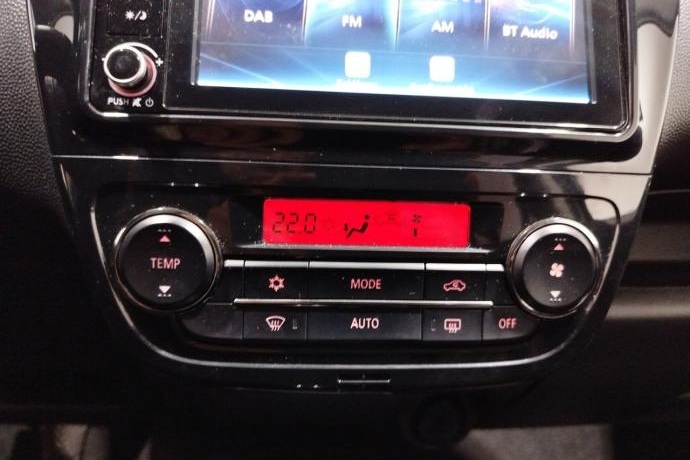 DAB
FM
AM
BT Audio
PUSH
22.0
TEMP
MODE
AUTO
OFF